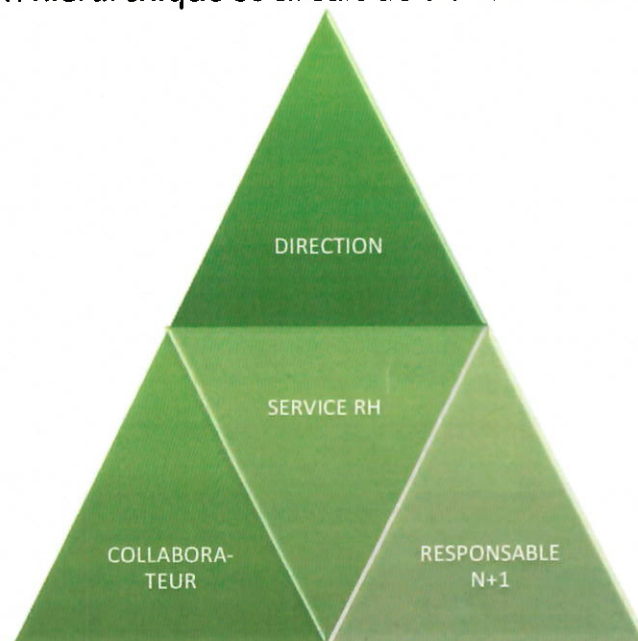 DIRECTION
SERVICE RH
COLLABORA-
TEUR
RESPONSABLE
N+1